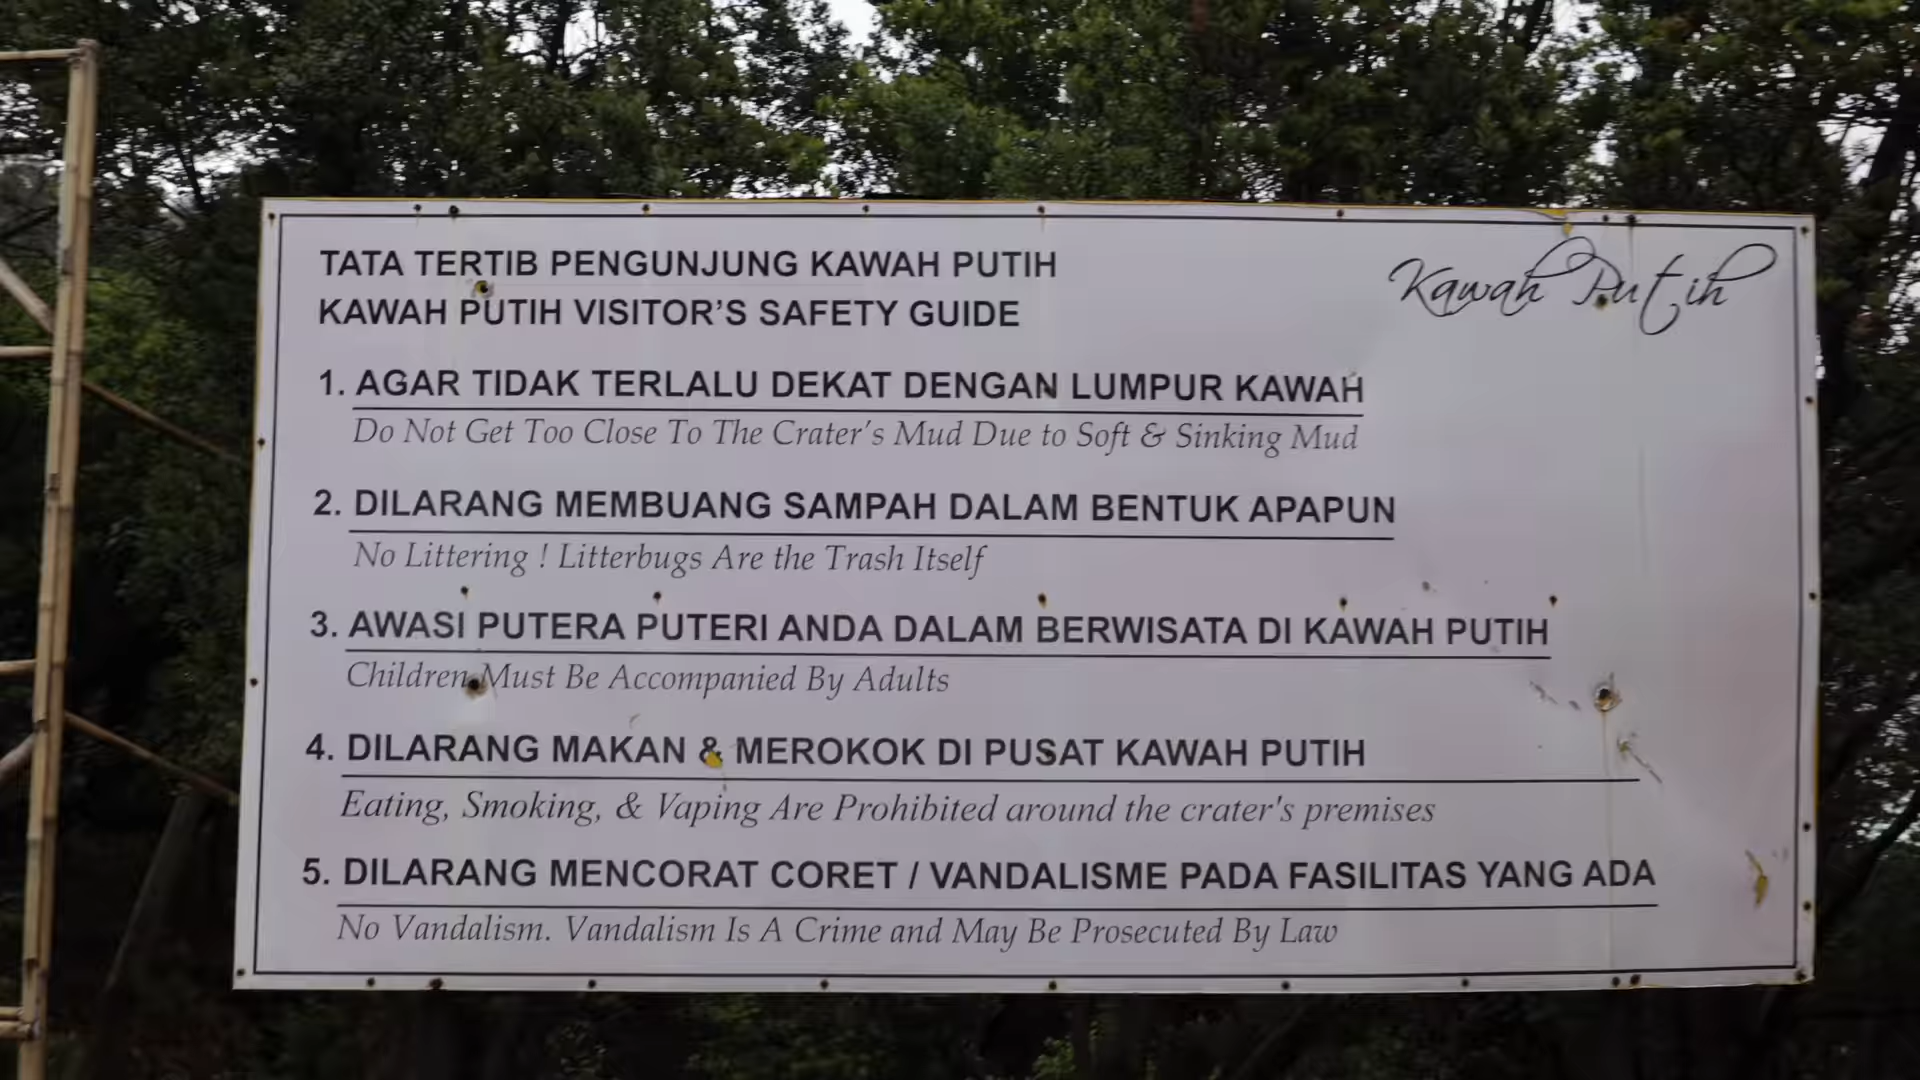 TATA TERTIB PENGUNJUNG KAWAH PUTIH
KAWAH PUTIH VISITOR'S SAFETY GUIDE
Kawah Putih
1. AGAR TIDAK TERLALU DEKAT DENGAN LUMPUR KAWAH
Do Not Get Too Close To The Crater's Mud Due to Soft & Sinking Mud
2. DILARANG MEMBUANG SAMPAH DALAM BENTUK APAPUN
No Littering ! Litterbugs Are the Trash Itself
3. AWASI PUTERA PUTERI ANDA DALAM BERWISATA DI KAWAH PUTIH
Children Must Be Accompanied By Adults
4. DILARANG MAKAN & MEROKOK DI PUSAT KAWAH PUTIH
Eating, Smoking, & Vaping Are Prohibited around the crater's premises
5. DILARANG MENCORAT CORET / VANDALISME PADA FASILITAS YANG ADA
No Vandalism. Vandalism Is A Crime and May Be Prosecuted By Law